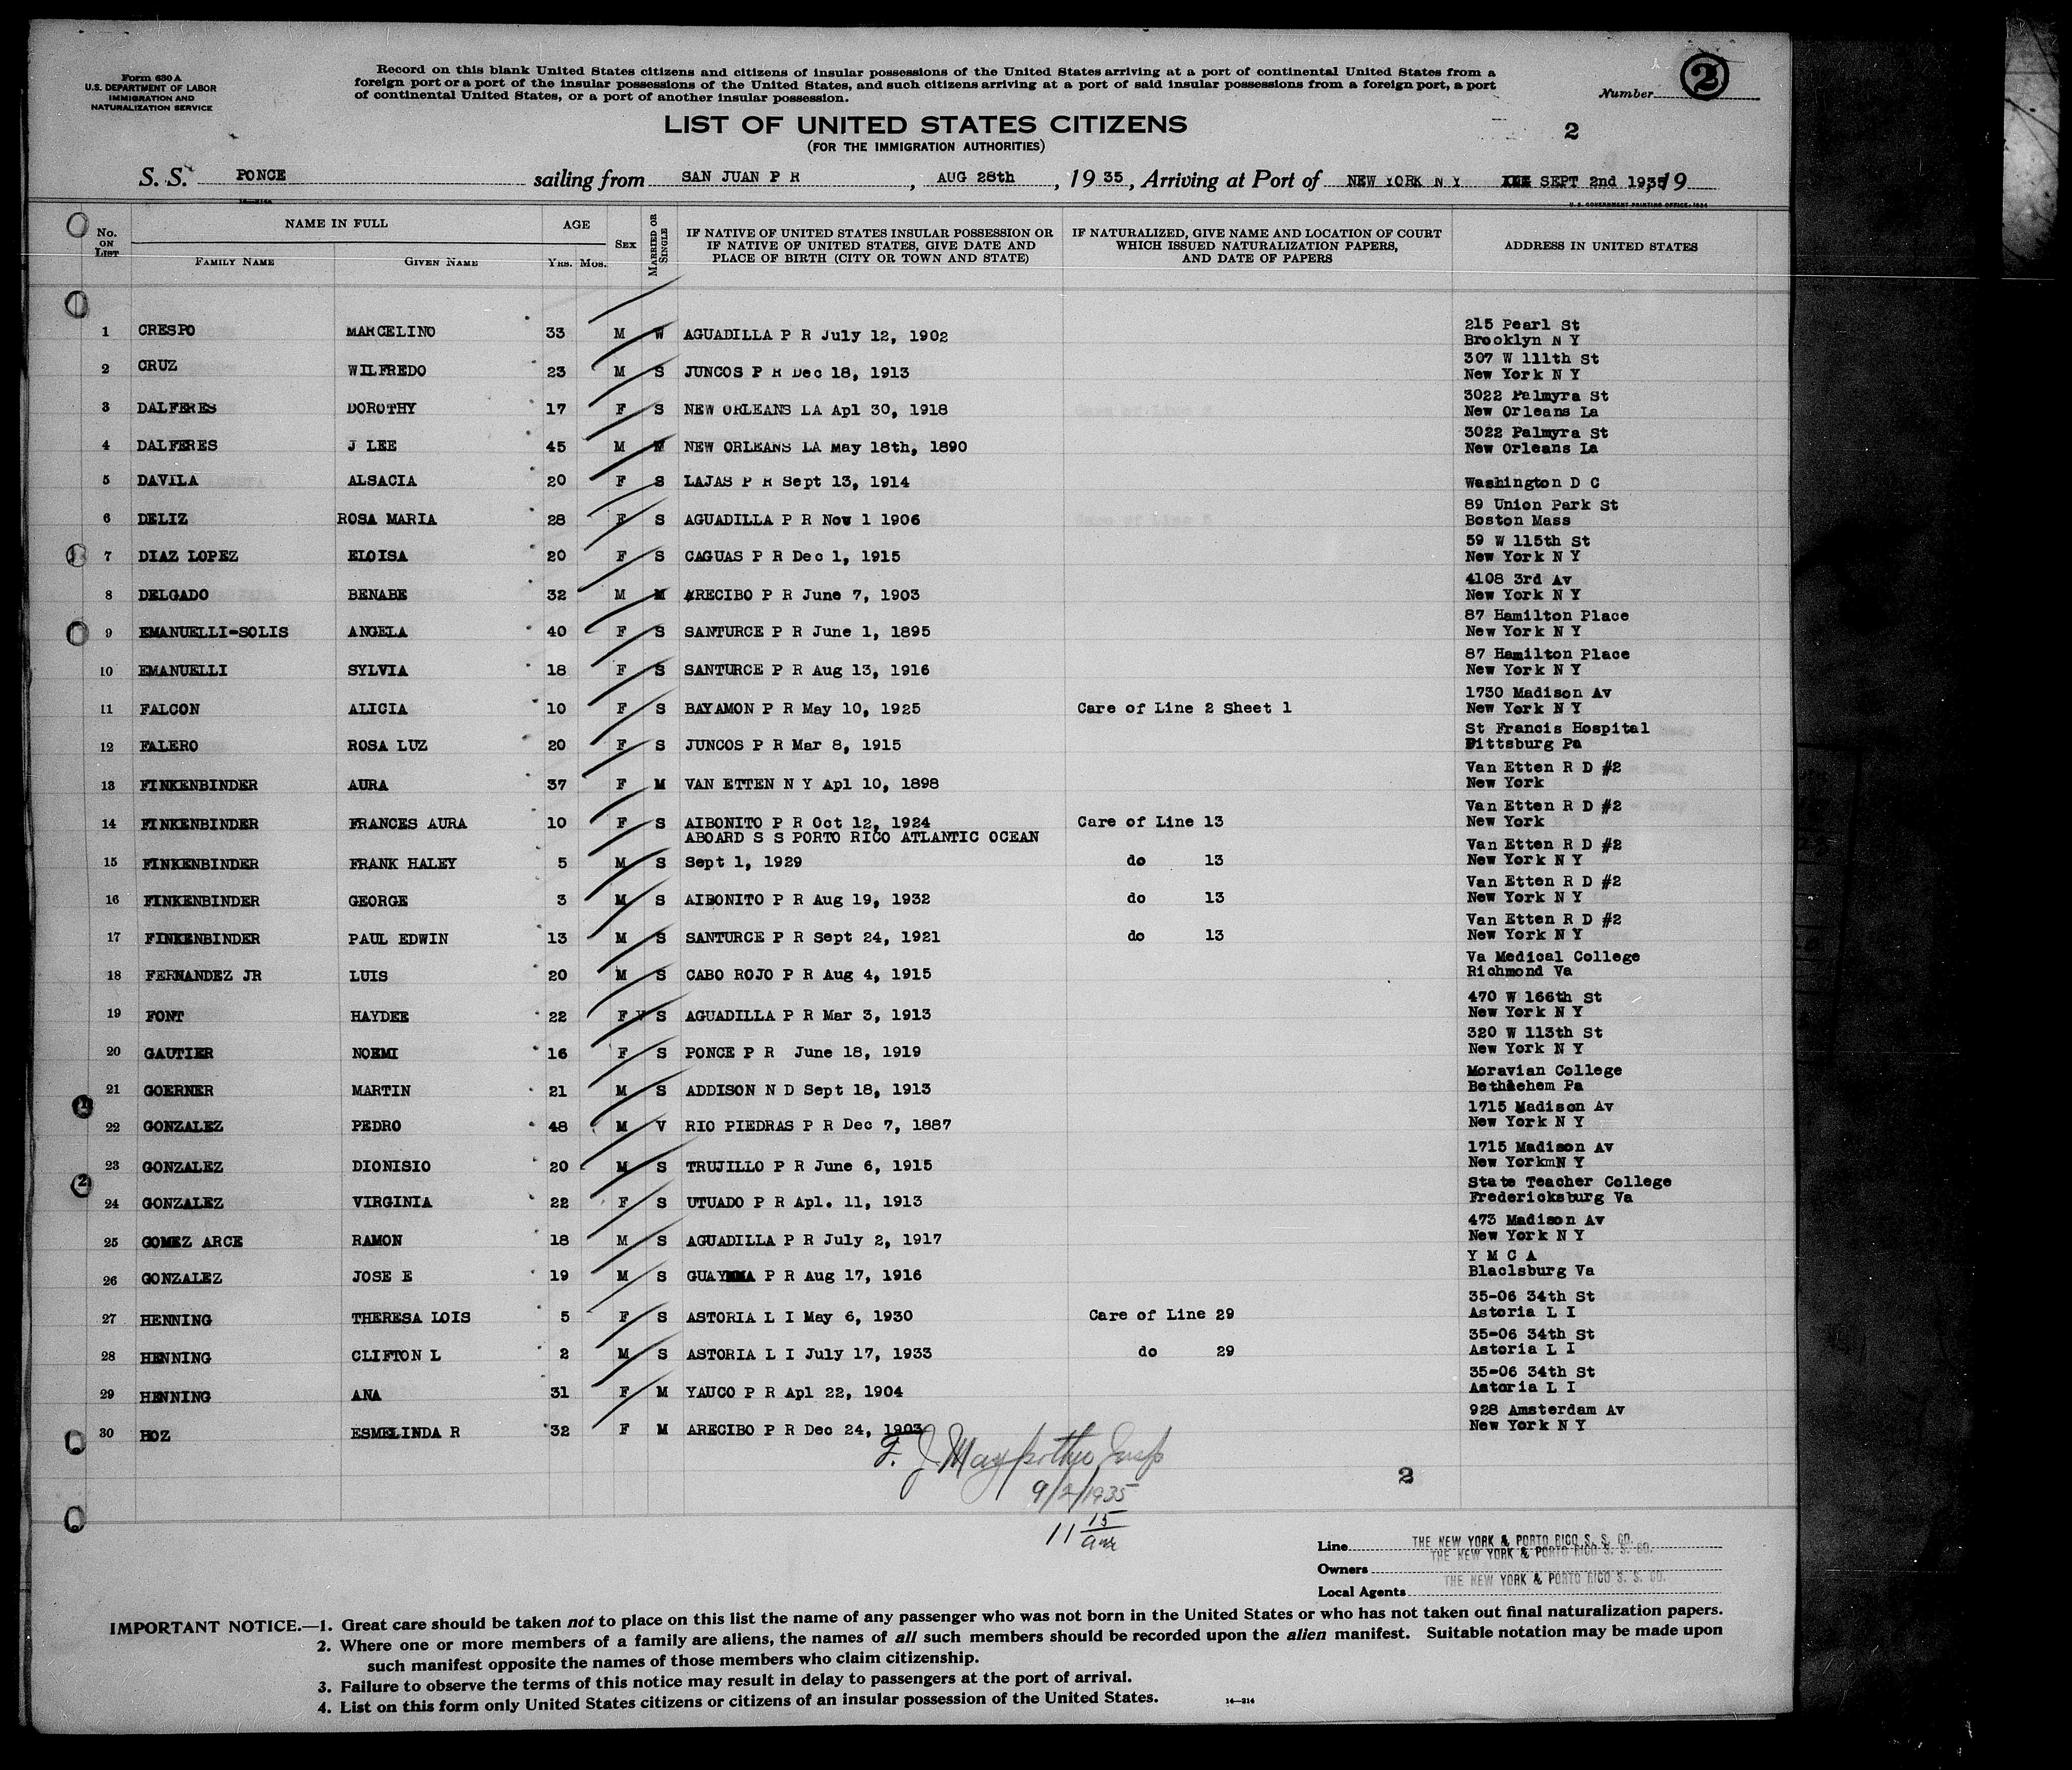 Form 630 A
U.S. DEPARTMENT OF LABOR
IMMIGRATION AND
NATURALIZATION SERVICE
Record on this blank United States citizens and citizens of insular possessions of the United States arriving at a port of continental United States from a
foreign port or a port of the insular possessions of the United States, and such citizens arriving at a port of said insular possessions from a foreign port, a port
of continental United States, or a port of another insular possession.
Number 2
LIST OF UNITED STATES CITIZENS
(FOR THE IMMIGRATION AUTHORITIES)
2
S. S. PONCE sailing from SAN JUAN P R, AUG 28th, 19 35, Arriving at Port of NEW YORK N Y SEPT 2nd 1935, 19
U. S. GOVERNMENT PRINTING OFFICE: 1934
No. ON LIST NAME IN FULL AGE SEX MARRIED OR SINGLE IF NATIVE OF UNITED STATES INSULAR POSSESSION OR IF NATIVE OF UNITED STATES, GIVE DATE AND PLACE OF BIRTH (CITY OR TOWN AND STATE) IF NATURALIZED, GIVE NAME AND LOCATION OF COURT WHICH ISSUED NATURALIZATION PAPERS, AND DATE OF PAPERS ADDRESS IN UNITED STATES
FAMILY NAME GIVEN NAME YRS. MOS.
1 CRESPO MARCELINO 33 M W AGUADILLA P R July 12, 1902 215 Pearl St Brooklyn N Y
2 CRUZ WILFREDO 23 M S JUNCOS P R Dec 18, 1913 307 W 111th St New York N Y
3 DALFERES DOROTHY 17 F S NEW ORLEANS LA Apl 30, 1918 3022 Palmyra St New Orleans La
4 DALFERES J LEE 45 M W NEW ORLEANS LA May 18th, 1890 3022 Palmyra St New Orleans La
5 DAVILA ALSACIA 20 F S LAJAS P R Sept 13, 1914 Washington D C
6 DELIZ ROSA MARIA 28 F S AGUADILLA P R Nov 1 1906 89 Union Park St Boston Mass
7 DIAZ LOPEZ ELOISA 20 F S CAGUAS P R Dec 1, 1915 59 W 115th St New York N Y
8 DELGADO BENABE 32 M M ARECIBO P R June 7, 1903 4108 3rd Av New York N Y
9 EMANUELLI-SOLIS ANGELA 40 F S SANTURCE P R June 1, 1895 87 Hamilton Place New York N Y
10 EMANUELLI SYLVIA 18 F S SANTURCE P R Aug 13, 1916 87 Hamilton Place New York N Y
11 FALCON ALICIA 10 F S BAYAMON P R May 10, 1925 Care of Line 2 Sheet 1 1730 Madison Av New York N Y
12 FALERO ROSA LUZ 20 F S JUNCOS P R Mar 8, 1915 St Francis Hospital Pittsburg Pa
13 FINKENBINDER AURA 37 F M VAN ETTEN N Y Apl 10, 1898 Van Etten R D #2 New York
14 FINKENBINDER FRANCES AURA 10 F S AIBONITO P R Oct 12, 1924 Care of Line 13 Van Etten R D #2 New York
15 FINKENBINDER FRANK HALEY 5 M S ABOARD S S PORTO RICO ATLANTIC OCEAN Sept 1, 1929 do 13 Van Etten R D #2 New York N Y
16 FINKENBINDER GEORGE 3 M S AIBONITO P R Aug 19, 1932 do 13 Van Etten R D #2 New York N Y
17 FINKENBINDER PAUL EDWIN 13 M S SANTURCE P R Sept 24, 1921 do 13 Van Etten R D #2 New York N Y
18 FERNANDEZ JR LUIS 20 M S CABO ROJO P R Aug 4, 1915 Va Medical College Richmond Va
19 FONT HAYDEE 22 F S AGUADILLA P R Mar 3, 1913 470 W 166th St New York N Y
20 GAUTIER NOEMI 16 F S PONCE P R June 18, 1919 320 W 113th St New York N Y
21 GOERNER MARTIN 21 M S ADDISON N D Sept 18, 1913 Moravian College Bethlehem Pa
22 GONZALEZ PEDRO 48 M V RIO PIEDRAS P R Dec 7, 1887 1715 Madison Av New York N Y
23 GONZALEZ DIONISIO 20 M S TRUJILLO P R June 6, 1915 1715 Madison Av New YorkmN Y
24 GONZALEZ VIRGINIA 22 F S UTUADO P R Apl. 11, 1913 State Teacher College Fredericksburg Va
25 GOMEZ ARCE RAMON 18 M S AGUADILLA P R July 2, 1917 473 Madison Av New York N Y
26 GONZALEZ JOSE E 19 M S P R Aug 17, 1916 Y M C A Blaclsburg Va
27 HENNING THERESA LOIS 5 F S ASTORIA L I May 6, 1930 Care of Line 29 35-06 34th St Astoria L I
28 HENNING CLIFTON L 2 M S ASTORIA L I July 17, 1933 do 29 35-06 34th St Astoria L I
29 HENNING ANA 31 F M YAUCO P R Apl 22, 1904 35-06 34th St Astoria L I
30 HOZ ESMELINDA R 32 F M ARECIBO P R Dec 24, 1903 928 Amsterdam Av New York N Y
F. J.
2
9/2/1935
11 15 am
Line THE NEW YORK & PORTO RICO S. S. CO.
Owners THE NEW YORK & PORTO RICO S. S. CO.
Local Agents THE NEW YORK & PORTO RICO S. S. CO.
IMPORTANT NOTICE.—1. Great care should be taken not to place on this list the name of any passenger who was not born in the United States or who has not taken out final naturalization papers.
2. Where one or more members of a family are aliens, the names of all such members should be recorded upon the alien manifest. Suitable notation may be made upon
such manifest opposite the names of those members who claim citizenship.
3. Failure to observe the terms of this notice may result in delay to passengers at the port of arrival.
4. List on this form only United States citizens or citizens of an insular possession of the United States.
14—214